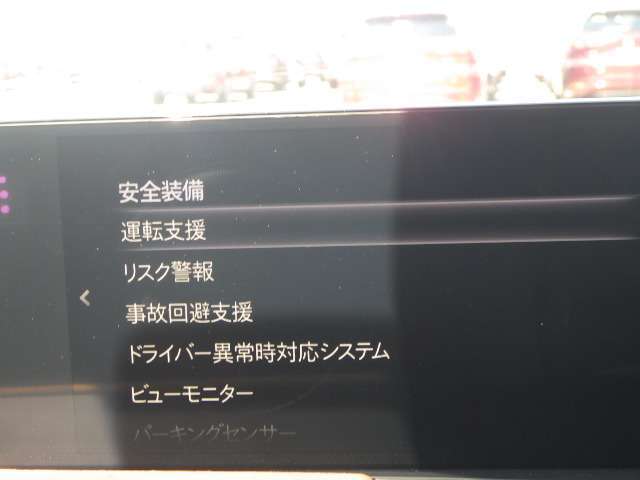 安全装備
運転支援
リスク警報
事故回避支援
ドライバー異常時対応システム
ビューモニター
パーキングセンサー